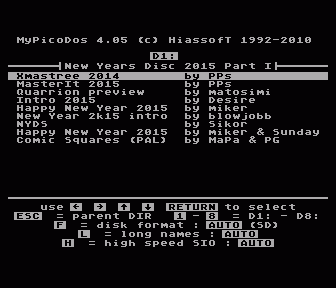 MyPicoDos 4.05 (c) HiassofT 1992-2010
D1:
New Years Disc 2015 Part I
Xmastree 2014 by PPs
MasterIt 2015 by PPs
Quarrion preview by matosimi
Intro 2015 by Desire
Happy New Year 2015 by miker
New Year 2k15 intro by blowjobb
NYDS by Sikor
Happy New Year 2015 by miker & Sunday
Comic Squares (PAL) by MaPa & PG
use ← → ↑ ↓ RETURN to select
ESC = parent DIR 1 - 8 = D1: - D8:
F = disk format : AUTO (SD)
L = long names : AUTO
H = high speed SIO : AUTO